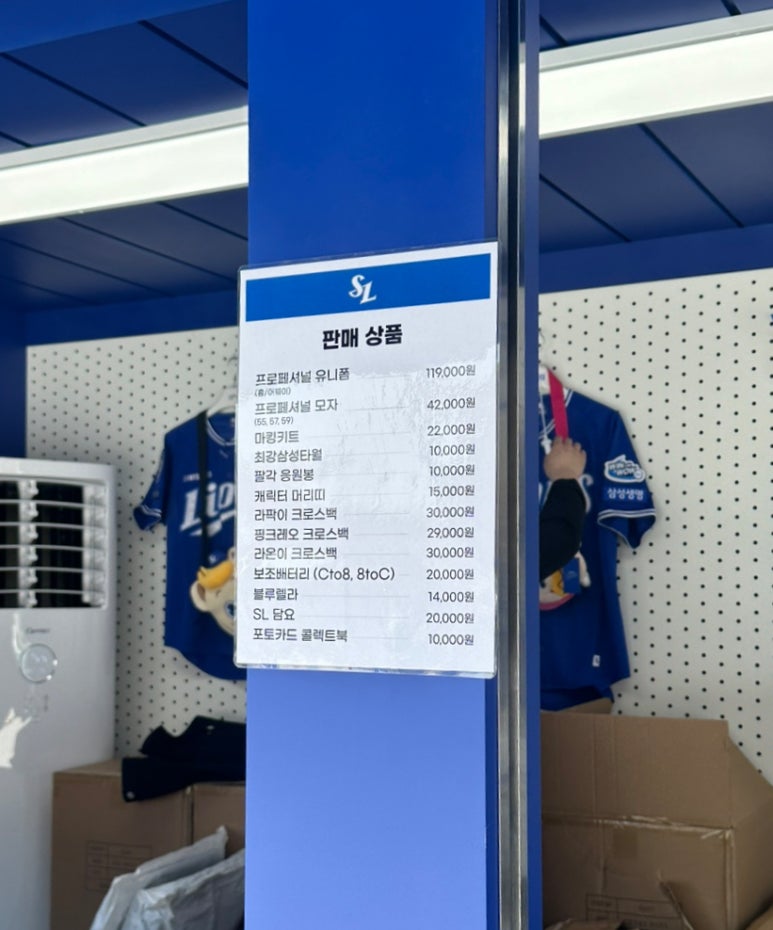 SL
판매 상품
프로페셔널 유니폼 119,000원
(홈/어웨이)
프로페셔널 모자 42,000원
(55, 57, 59)
마킹키트 22,000원
최강삼성타월 10,000원
팔각 응원봉 10,000원
캐릭터 머리띠 15,000원
라팍이 크로스백 30,000원
핑크레오 크로스백 29,000원
라온이 크로스백 30,000원
보조배터리 (Cto8, 8toC) 20,000원
블루렐라 14,000원
SL 담요 20,000원
포토카드 콜렉트북 10,000원
삼성생명
Carrier